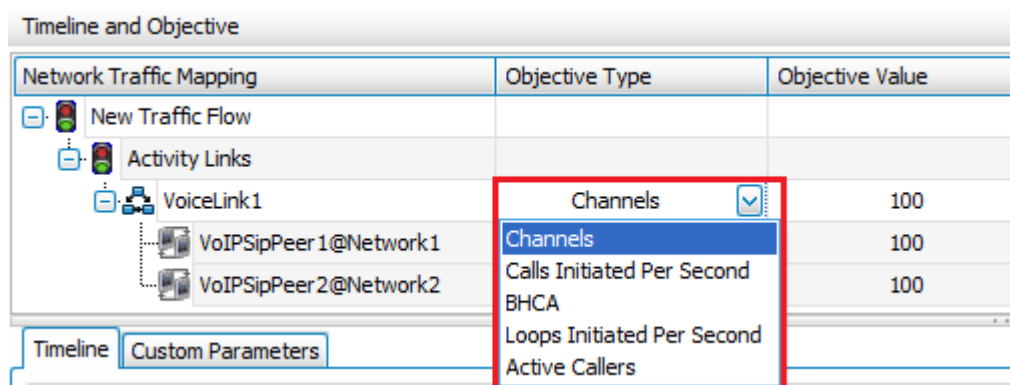 Timeline and Objective
Network Traffic Mapping Objective Type Objective Value
New Traffic Flow
Activity Links
VoiceLink1 Channels 100
VoIPSipPeer1@Network1 Channels 100
VoIPSipPeer2@Network2 Calls Initiated Per Second 100
BHCA
Loops Initiated Per Second
Timeline Custom Parameters
Active Callers